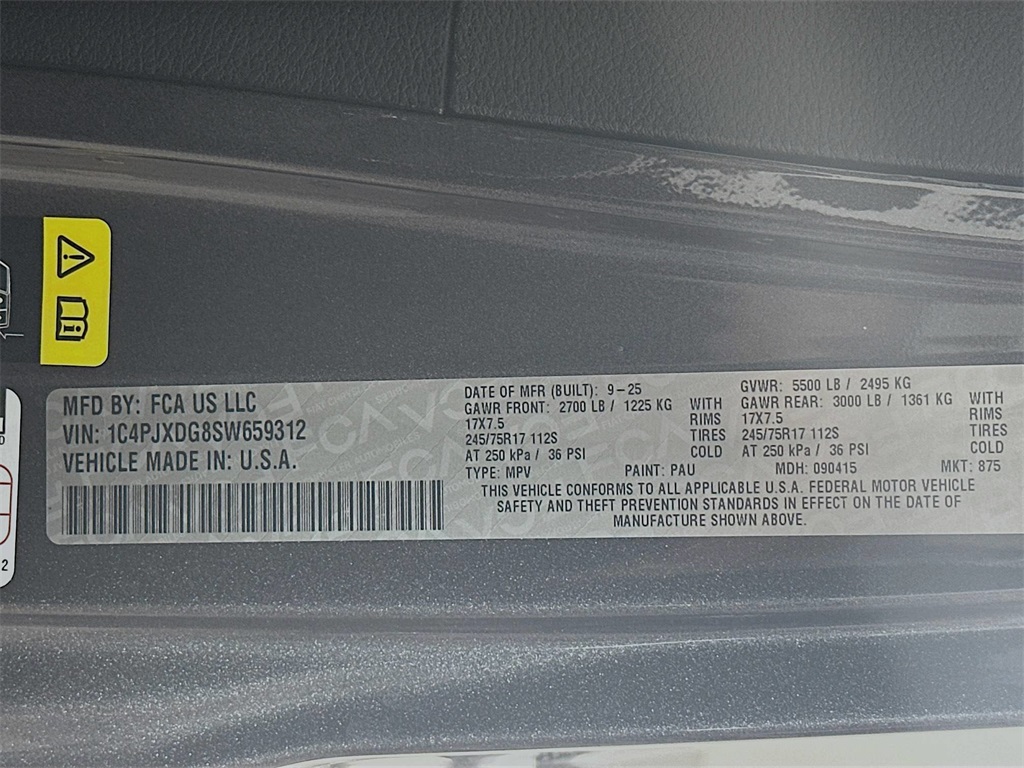 MFD BY: FCA US LLC
VIN: 1C4PJXDG8SW659312
VEHICLE MADE IN: U.S.A.
DATE OF MFR (BUILT): 9-25
GAWR FRONT: 2700 LB / 1225 KG WITH
17X7.5 RIMS
245/75R17 112S TIRES
AT 250 kPa / 36 PSI COLD
TYPE: MPV PAINT: PAU
GVWR: 5500 LB / 2495 KG
GAWR REAR: 3000 LB / 1361 KG WITH
17X7.5 RIMS
245/75R17 112S TIRES
AT 250 kPa / 36 PSI COLD
MDH: 090415 MKT: 875
THIS VEHICLE CONFORMS TO ALL APPLICABLE U.S.A. FEDERAL MOTOR VEHICLE
SAFETY AND THEFT PREVENTION STANDARDS IN EFFECT ON THE DATE OF
MANUFACTURE SHOWN ABOVE.